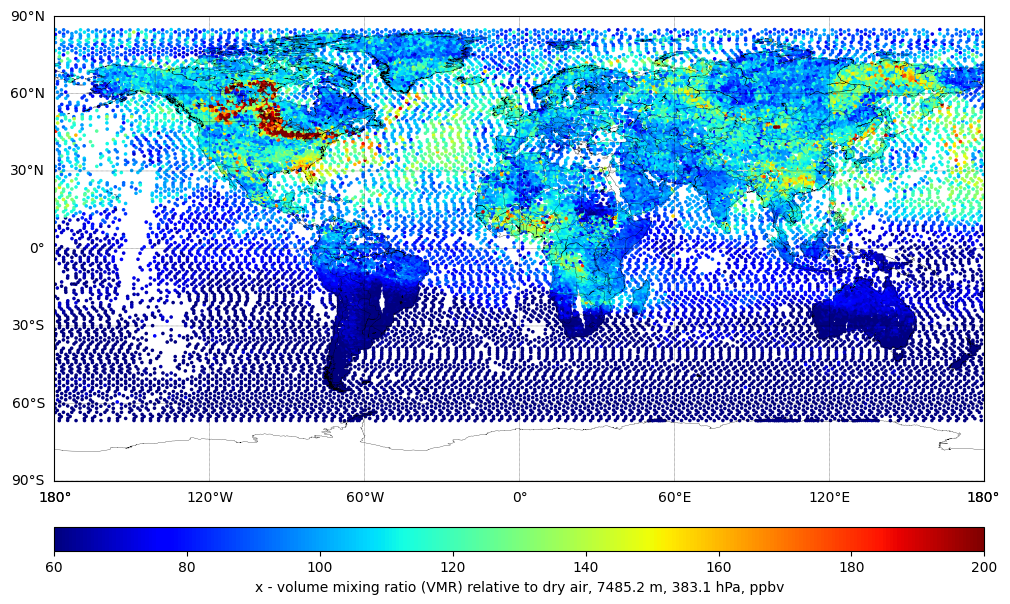 90°N
60°N
30°N
0°
30°S
60°S
90°S
180° 120°W 60°W 0° 60°E 120°E 180°
60 80 100 120 140 160 180 200
x - volume mixing ratio (VMR) relative to dry air, 7485.2 m, 383.1 hPa, ppbv